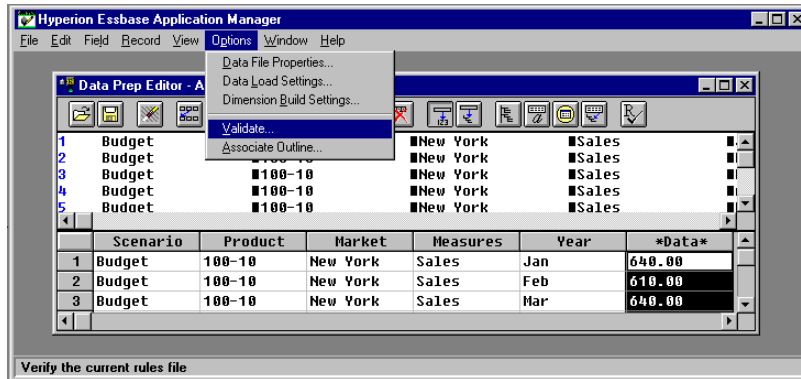 Hyperion Essbase Application Manager
File Edit Field Record View Options Window Help
Data File Properties...
Data Load Settings...
Dimension Build Settings...
Validate...
Associate Outline...
Data Prep Editor - A
1 Budget New York Sales
2 Budget 100-10 New York Sales
3 Budget 100-10 New York Sales
4 Budget 100-10 New York Sales
5 Budget 100-10 New York Sales
Scenario Product Market Measures Year *Data*
1 Budget 100-10 New York Sales Jan 640.00
2 Budget 100-10 New York Sales Feb 610.00
3 Budget 100-10 New York Sales Mar 640.00
Verify the current rules file